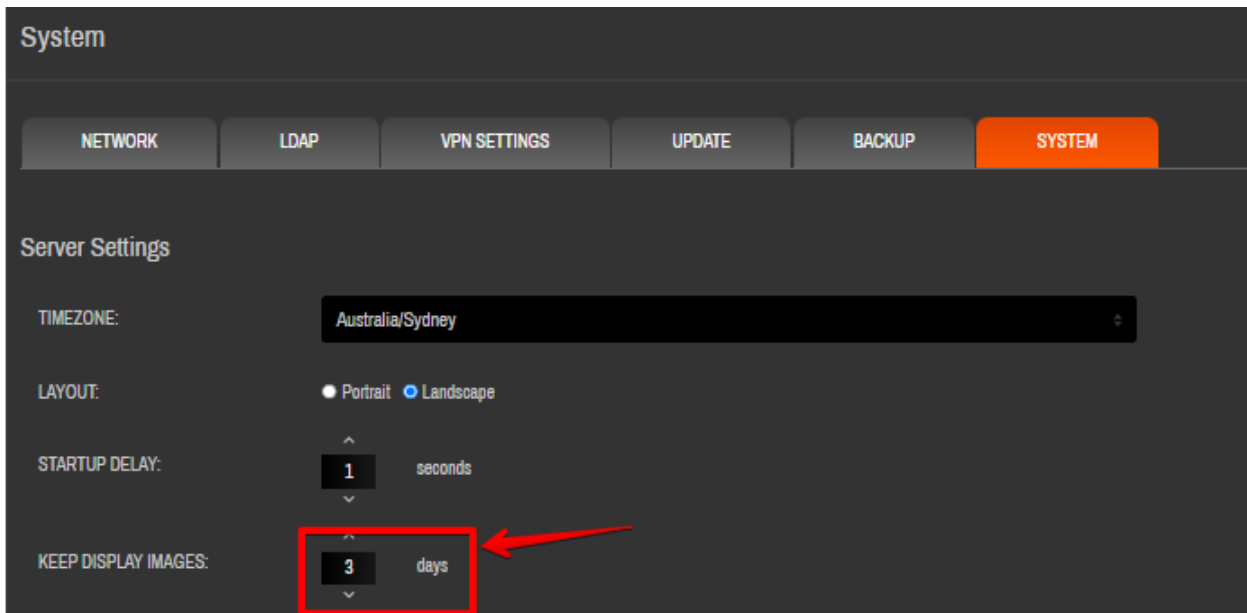 System
NETWORK LDAP VPN SETTINGS UPDATE BACKUP SYSTEM
Server Settings
TIMEZONE: Australia/Sydney
LAYOUT: Portrait Landscape
STARTUP DELAY: 1 seconds
KEEP DISPLAY IMAGES: 3 days